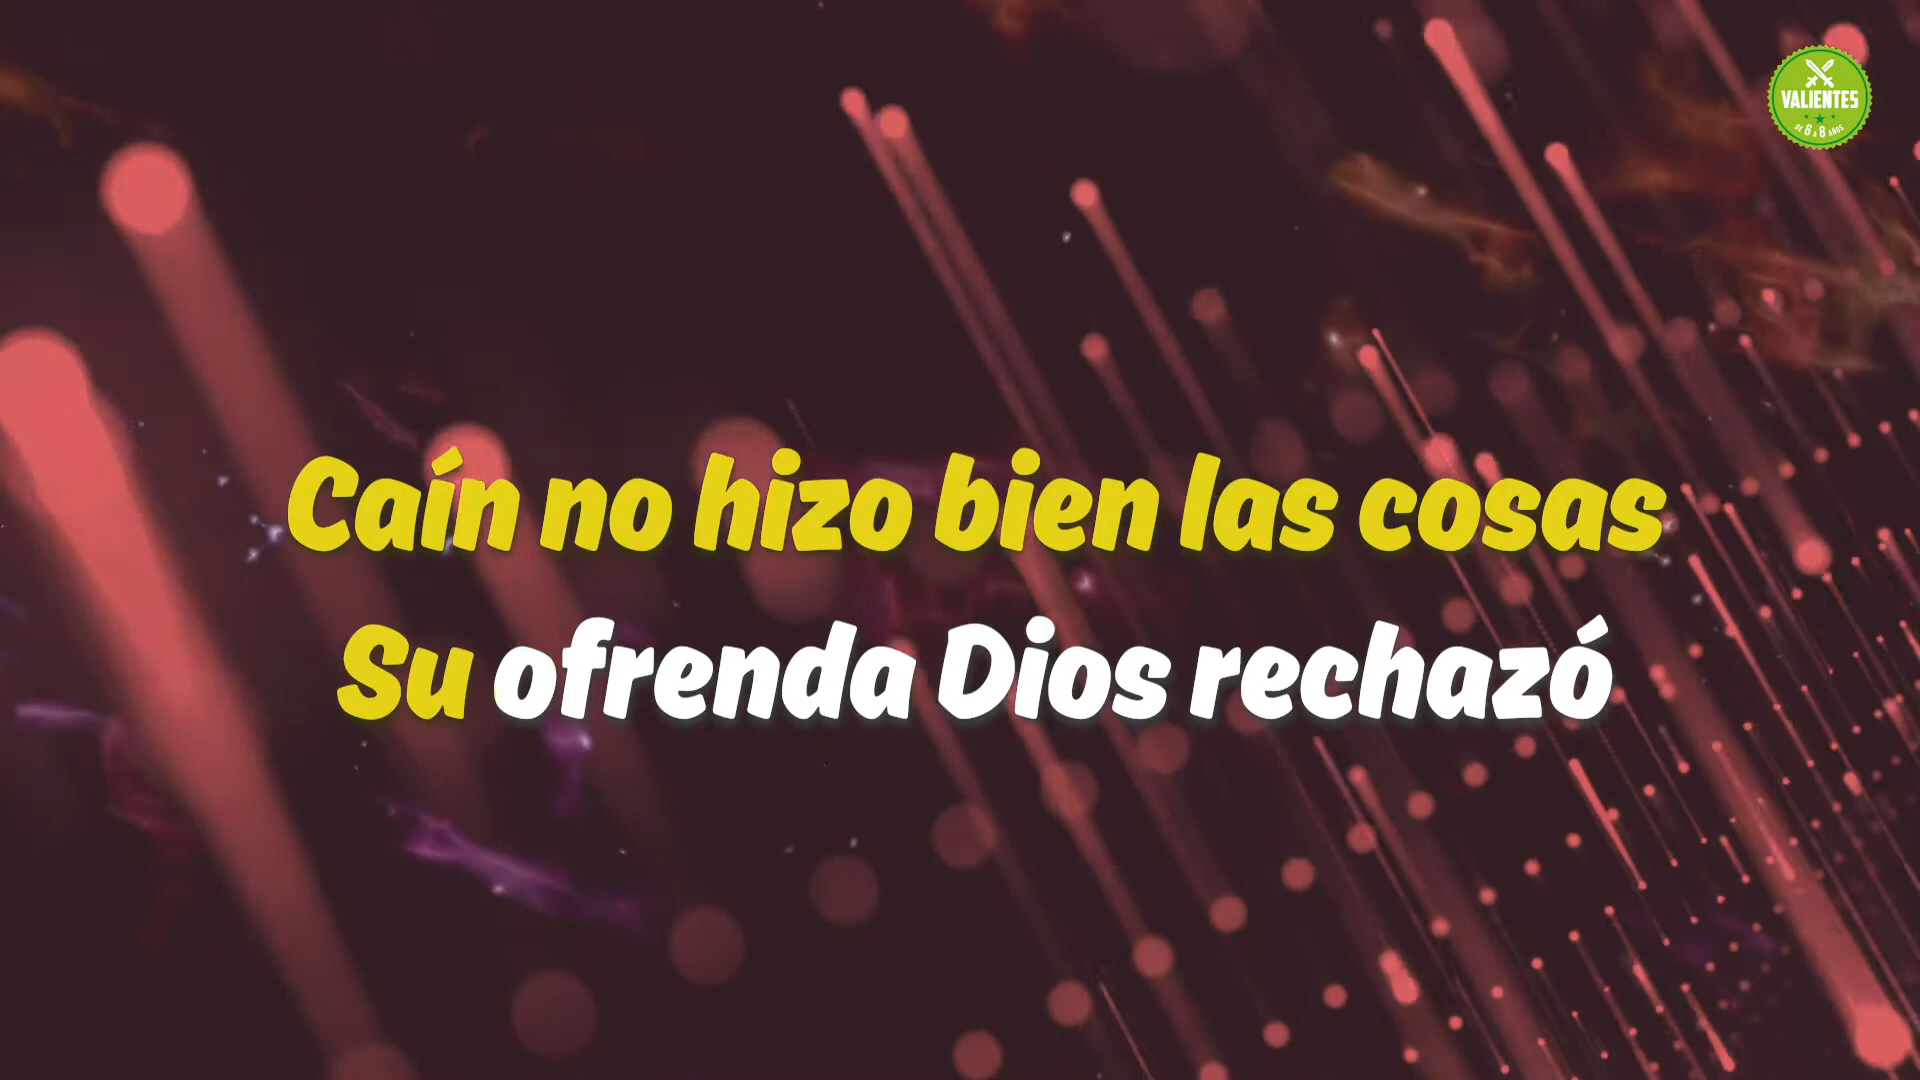 VALIENTES
DE 6 A 8 AÑOS
Caín no hizo bien las cosas
Su ofrenda Dios rechazó